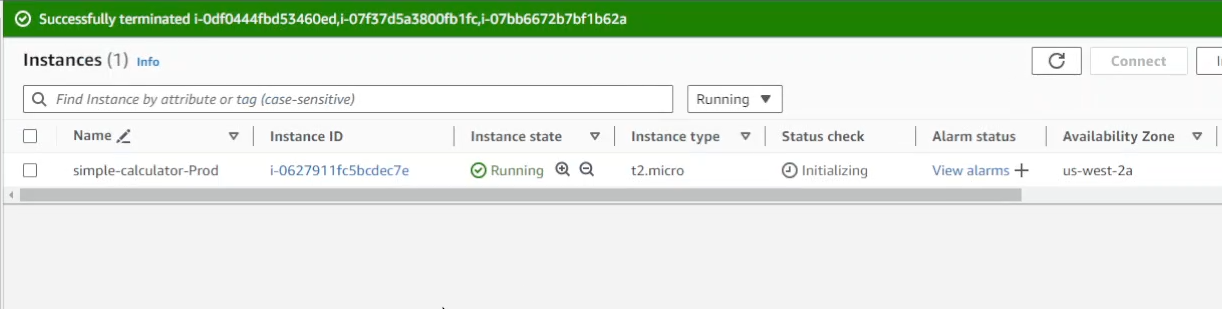 Successfully terminated i-0df0444fbd53460ed,i-07f37d5a3800fb1fc,i-07bb6672b7bf1b62a
Instances (1) Info
Connect
Find Instance by attribute or tag (case-sensitive)
Running
Name Instance ID Instance state Instance type Status check Alarm status Availability Zone
simple-calculator-Prod i-0627911fc5bcdec7e Running t2.micro Initializing View alarms us-west-2a